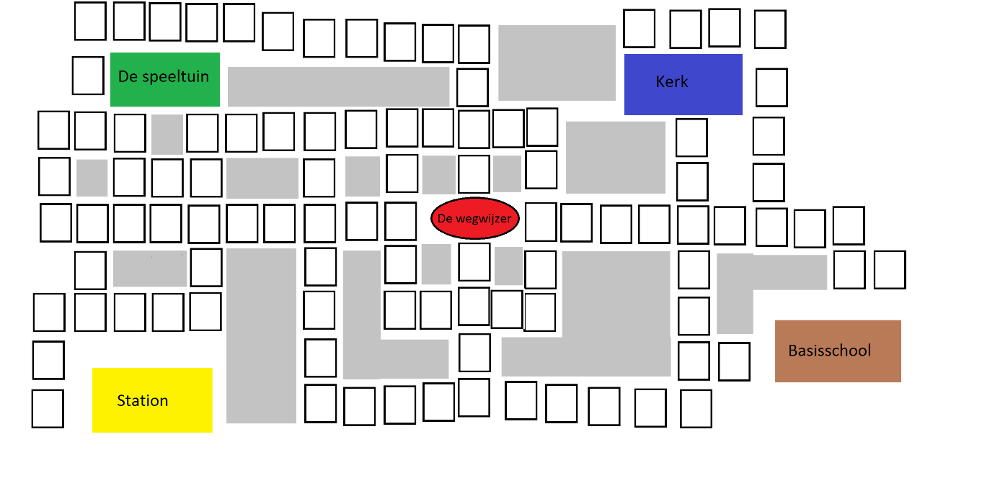 De speeltuin
Kerk
De wegwijzer
Basisschool
Station